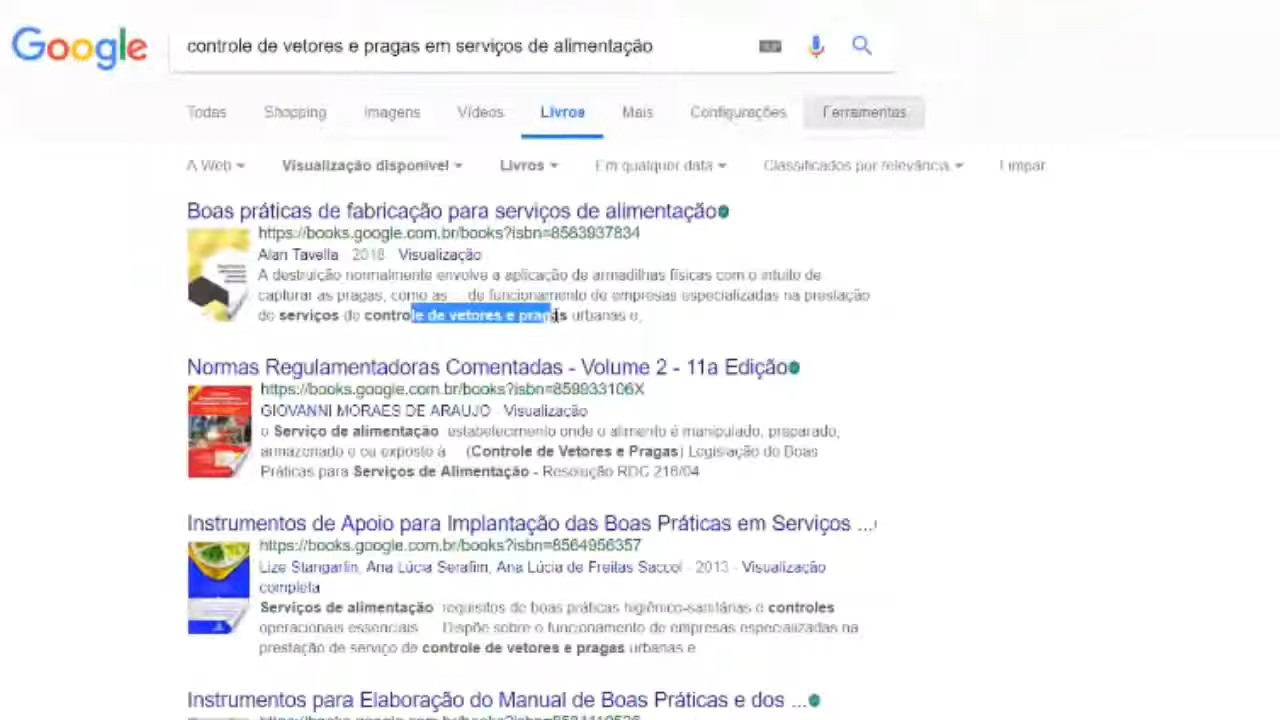 Google
controle de vetores e pragas em serviços de alimentação
Todas Shopping Imagens Vídeos Livros Mais Configurações Ferramentas
A Web Visualização disponível Livros Em qualquer data Classificados por relevância Limpar
Boas práticas de fabricação para serviços de alimentação
https://books.google.com.br/books?isbn=8563937834
Alan Tavella 2018 Visualização
A destruição normalmente envolve a aplicação de armadilhas físicas com o intuito de
capturar as pragas, como as de funcionamento de empresas especializadas na prestação
de serviços de controle de vetores e pragas urbanas e,
Normas Regulamentadoras Comentadas - Volume 2 - 11a Edição
https://books.google.com.br/books?isbn=859933106X
GIOVANNI MORAES DE ARAUJO - Visualização
o Serviço de alimentação estabelecimento onde o alimento é manipulado, preparado,
armazenado e ou exposto à (Controle de Vetores e Pragas) Legislação do Boas
Práticas para Serviços de Alimentação - Resolução RDC 216/04
Instrumentos de Apoio para Implantação das Boas Práticas em Serviços ...
https://books.google.com.br/books?isbn=8564956357
Lize Stangarlin, Ana Lúcia Serafim, Ana Lúcia de Freitas Saccol - 2013 - Visualização
completa
Serviços de alimentação requisitos de boas práticas higiênico-sanitárias e controles
operacionais essenciais Dispõe sobre o funcionamento de empresas especializadas na
prestação de serviço de controle de vetores e pragas urbanas e
Instrumentos para Elaboração do Manual de Boas Práticas e dos ...